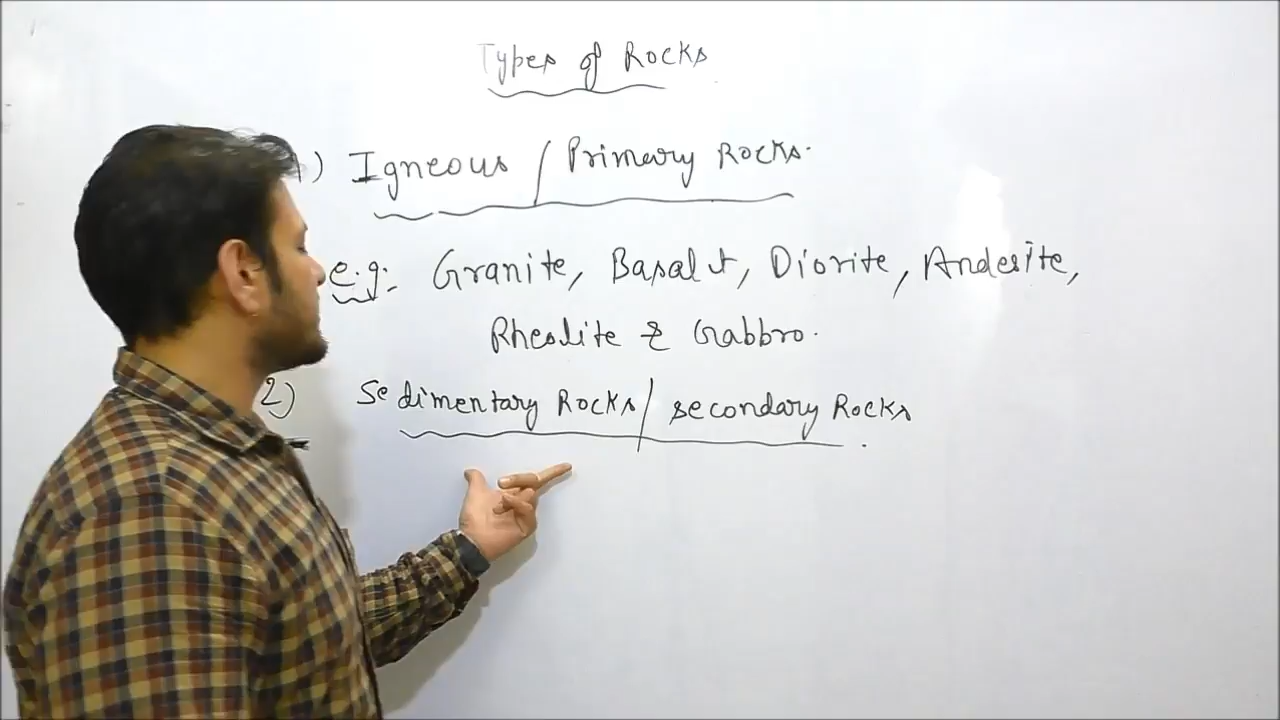 Types of Rocks
1) Igneous / Primary Rocks.
e.g:- Granite, Basalt, Diorite, Andesite,
Rheolite & Gabbro.
2) Sedimentary Rocks / secondary Rocks